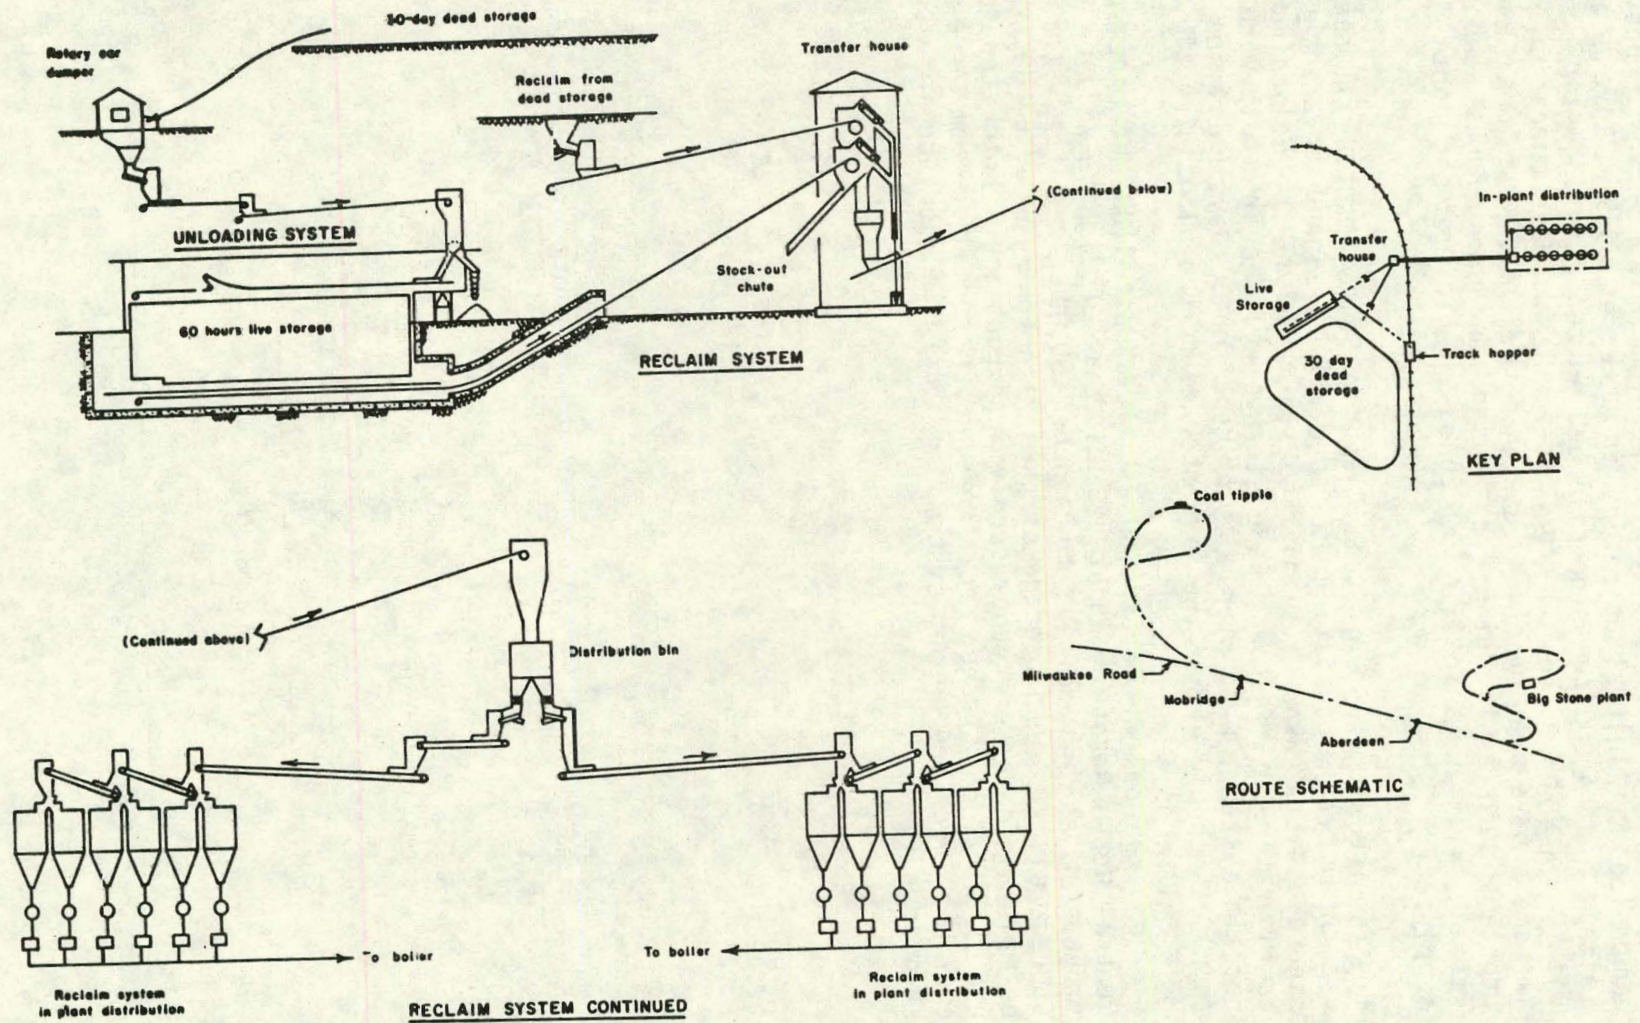 30-day dead storage
Rotary car
dumper
Reclaim from
dead storage
Transfer house
UNLOADING SYSTEM
60 hours live storage
Stock-out
chute
(Continued below)
RECLAIM SYSTEM
In-plant distribution
Transfer
house
Live
Storage
Track hopper
30 day
dead
storage
KEY PLAN
Coal tipple
Milwaukee Road
Mobridge
Aberdeen
Big Stone plant
ROUTE SCHEMATIC
(Continued above)
Distribution bin
To boiler
To boiler
Reclaim system
in plant distribution
Reclaim system
in plant distribution
RECLAIM SYSTEM CONTINUED